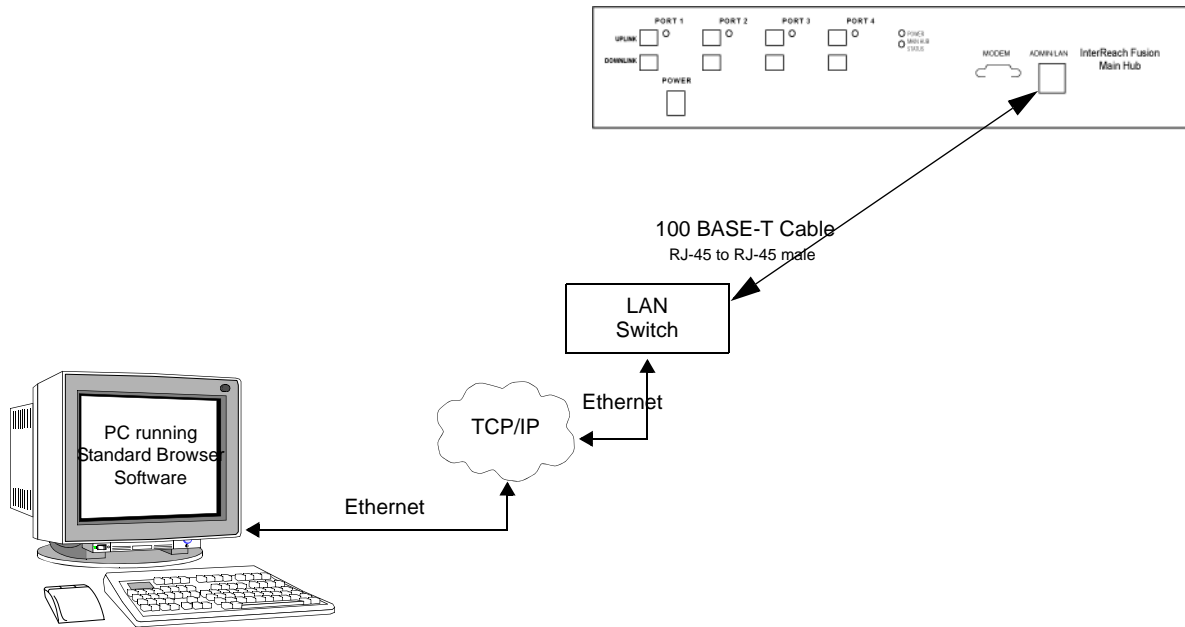 PORT 1 PORT 2 PORT 3 PORT 4
UPLINK
POWER
MAIN HUB
STATUS
DOWNLINK
POWER
MODEM
ADMIN/LAN
InterReach Fusion
Main Hub
100 BASE-T Cable
RJ-45 to RJ-45 male
LAN
Switch
Ethernet
TCP/IP
PC running
Standard Browser
Software
Ethernet